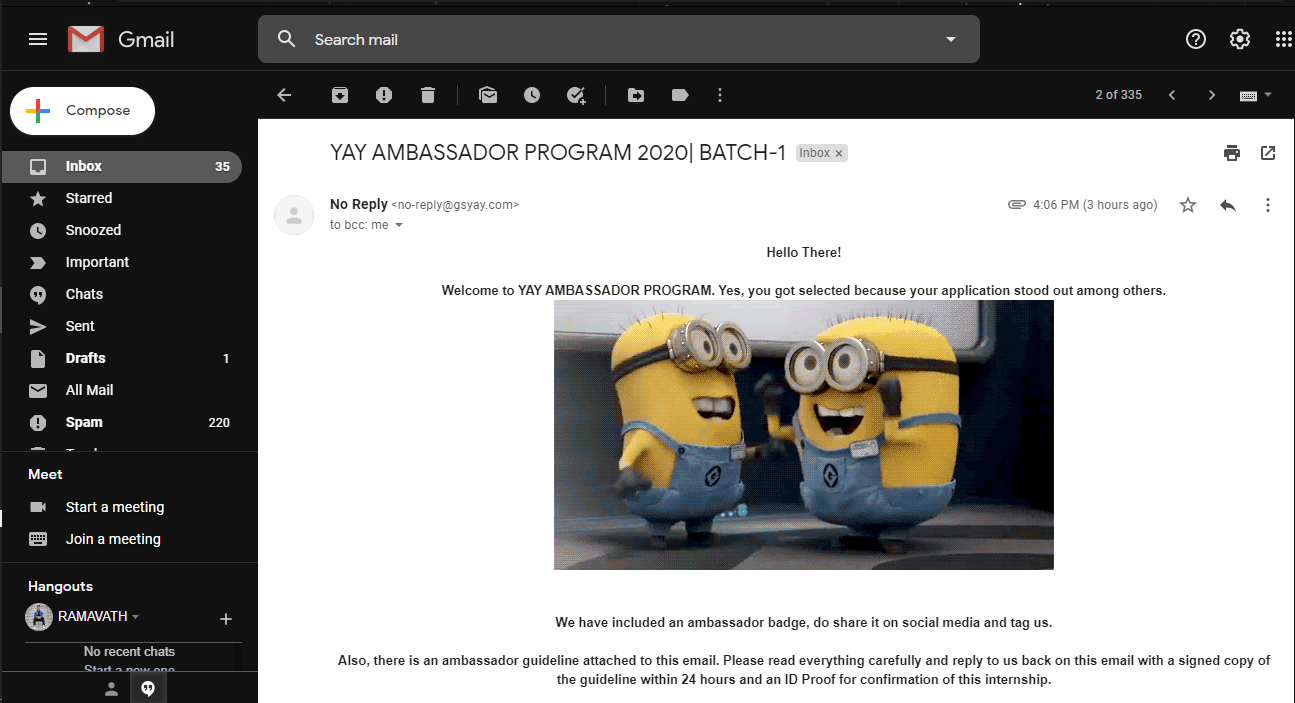 Gmail
Search mail
Compose
2 of 335
Inbox 35
Starred
Snoozed
Important
Chats
Sent
Drafts 1
All Mail
Spam 220
Meet
Start a meeting
Join a meeting
Hangouts
RAMAVATH
No recent chats
Start a new one
YAY AMBASSADOR PROGRAM 2020| BATCH-1 Inbox ×
No Reply <no-reply@gsyay.com> 4:06 PM (3 hours ago)
to bcc: me
Hello There!
Welcome to YAY AMBASSADOR PROGRAM. Yes, you got selected because your application stood out among others.
We have included an ambassador badge, do share it on social media and tag us.
Also, there is an ambassador guideline attached to this email. Please read everything carefully and reply to us back on this email with a signed copy of
the guideline within 24 hours and an ID Proof for confirmation of this internship.